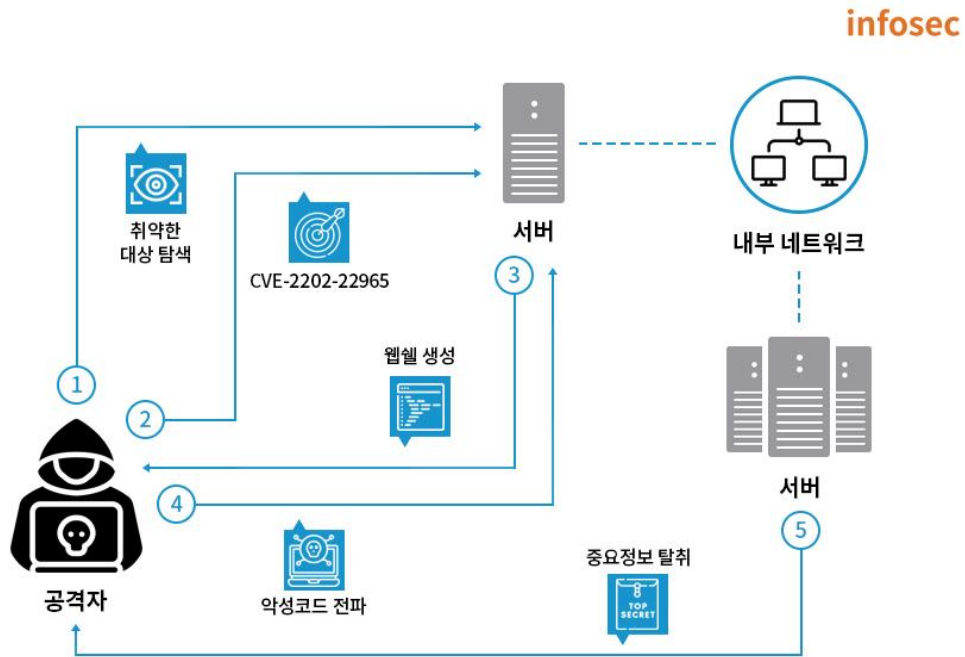 infosec
취약한
대상 탐색
CVE-2202-22965
서버
내부 네트워크
3
웹쉘 생성
1
2
4
서버
5
공격자
악성코드 전파
중요정보 탈취
TOP
SECRET